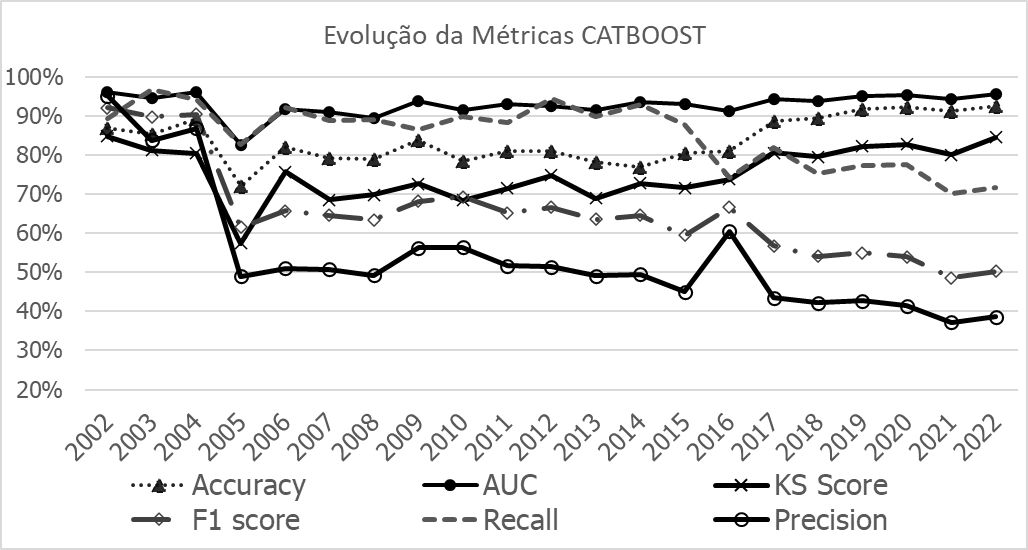 Evolução da Métricas CATBOOST
100%
90%
80%
70%
60%
50%
40%
30%
20%
2002 2003 2004 2005 2006 2007 2008 2009 2010 2011 2012 2013 2014 2015 2016 2017 2018 2019 2020 2021 2022
Accuracy AUC KS Score
F1 score Recall Precision